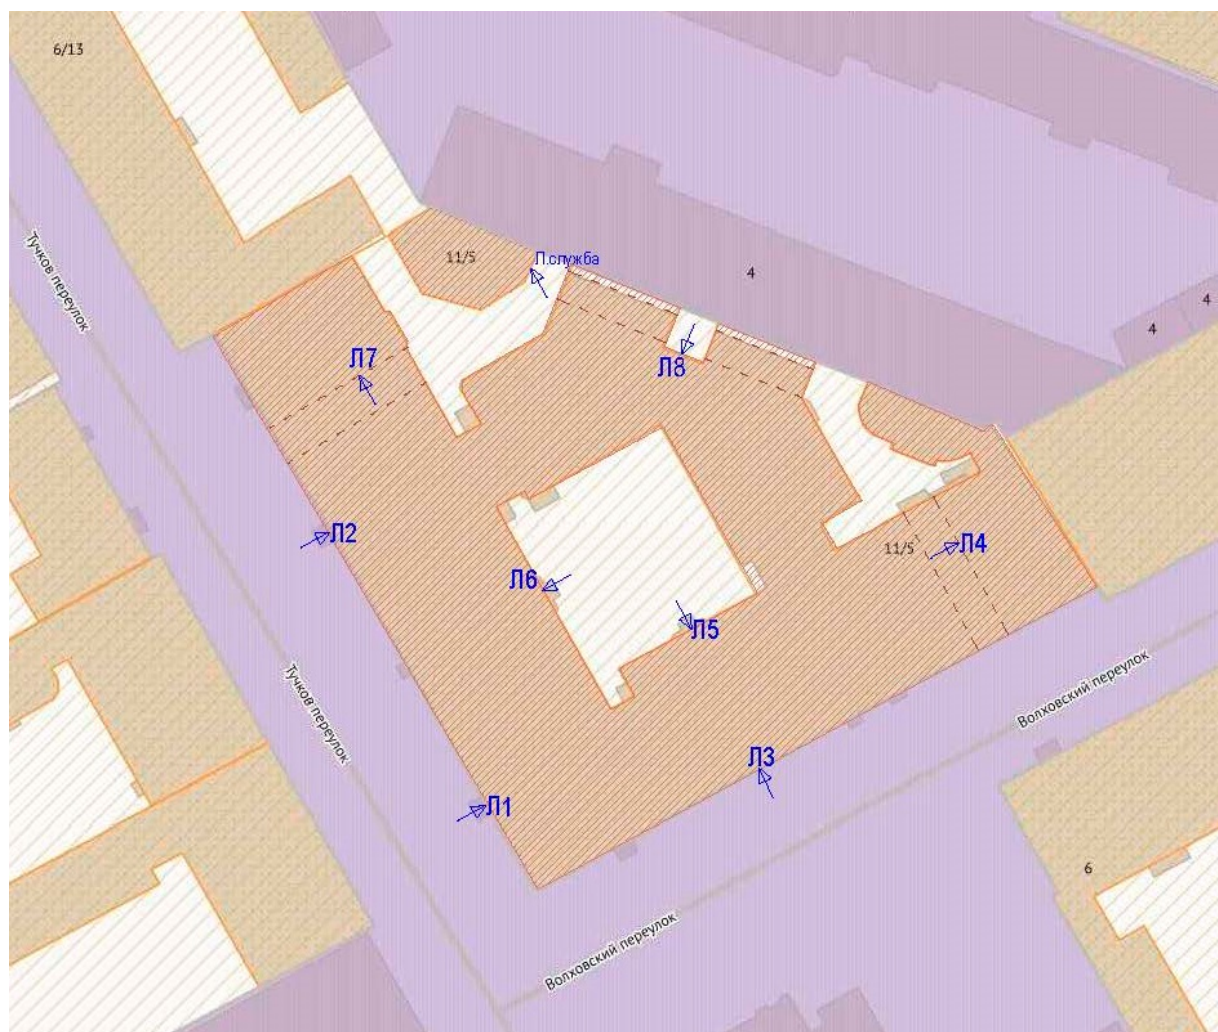 6/13
Тучков переулок
11/5
Л.служба
4
4
4
Л7
Л8
Л2
11/5
Л4
Л6
Л5
Тучков переулок
Волховский переулок
Л3
Л1
6
Волховский переулок